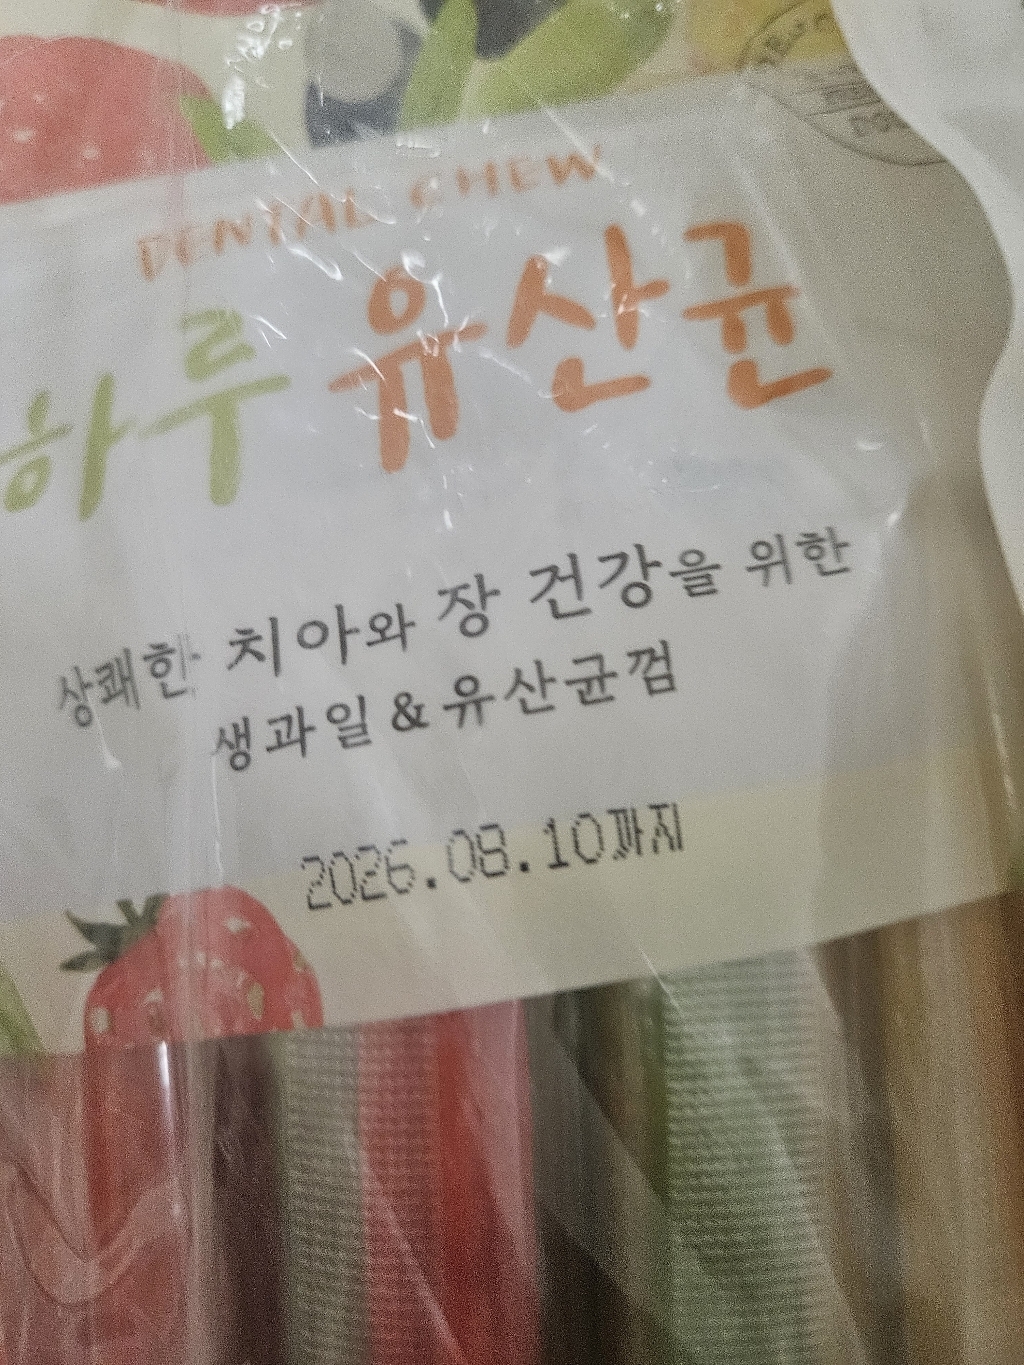 DENTAL CHEW
하루 유산균
상쾌한 치아와 장 건강을 위한
생과일 & 유산균껌
2026.08.10까지